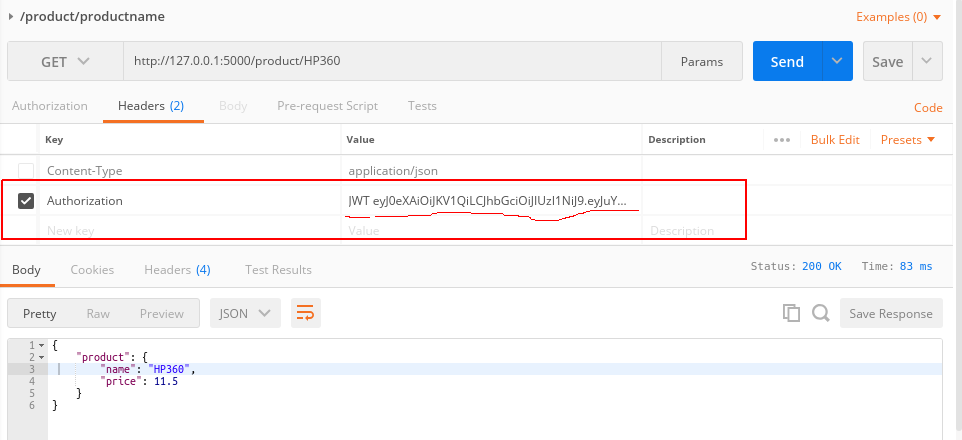 /product/productname Examples (0)
GET http://127.0.0.1:5000/product/HP360 Params Send Save
Authorization Headers (2) Body Pre-request Script Tests Code
Key Value Description ••• Bulk Edit Presets
Content-Type application/json
Authorization JWT eyJ0eXAiOiJKV1QiLCJhbGciOiJIUzI1NiJ9.eyJuY...
New key Value Description
Body Cookies Headers (4) Test Results Status: 200 OK Time: 83 ms
Pretty Raw Preview JSON Save Response
1 {
2 "product": {
3 "name": "HP360",
4 "price": 11.5
5 }
6 }